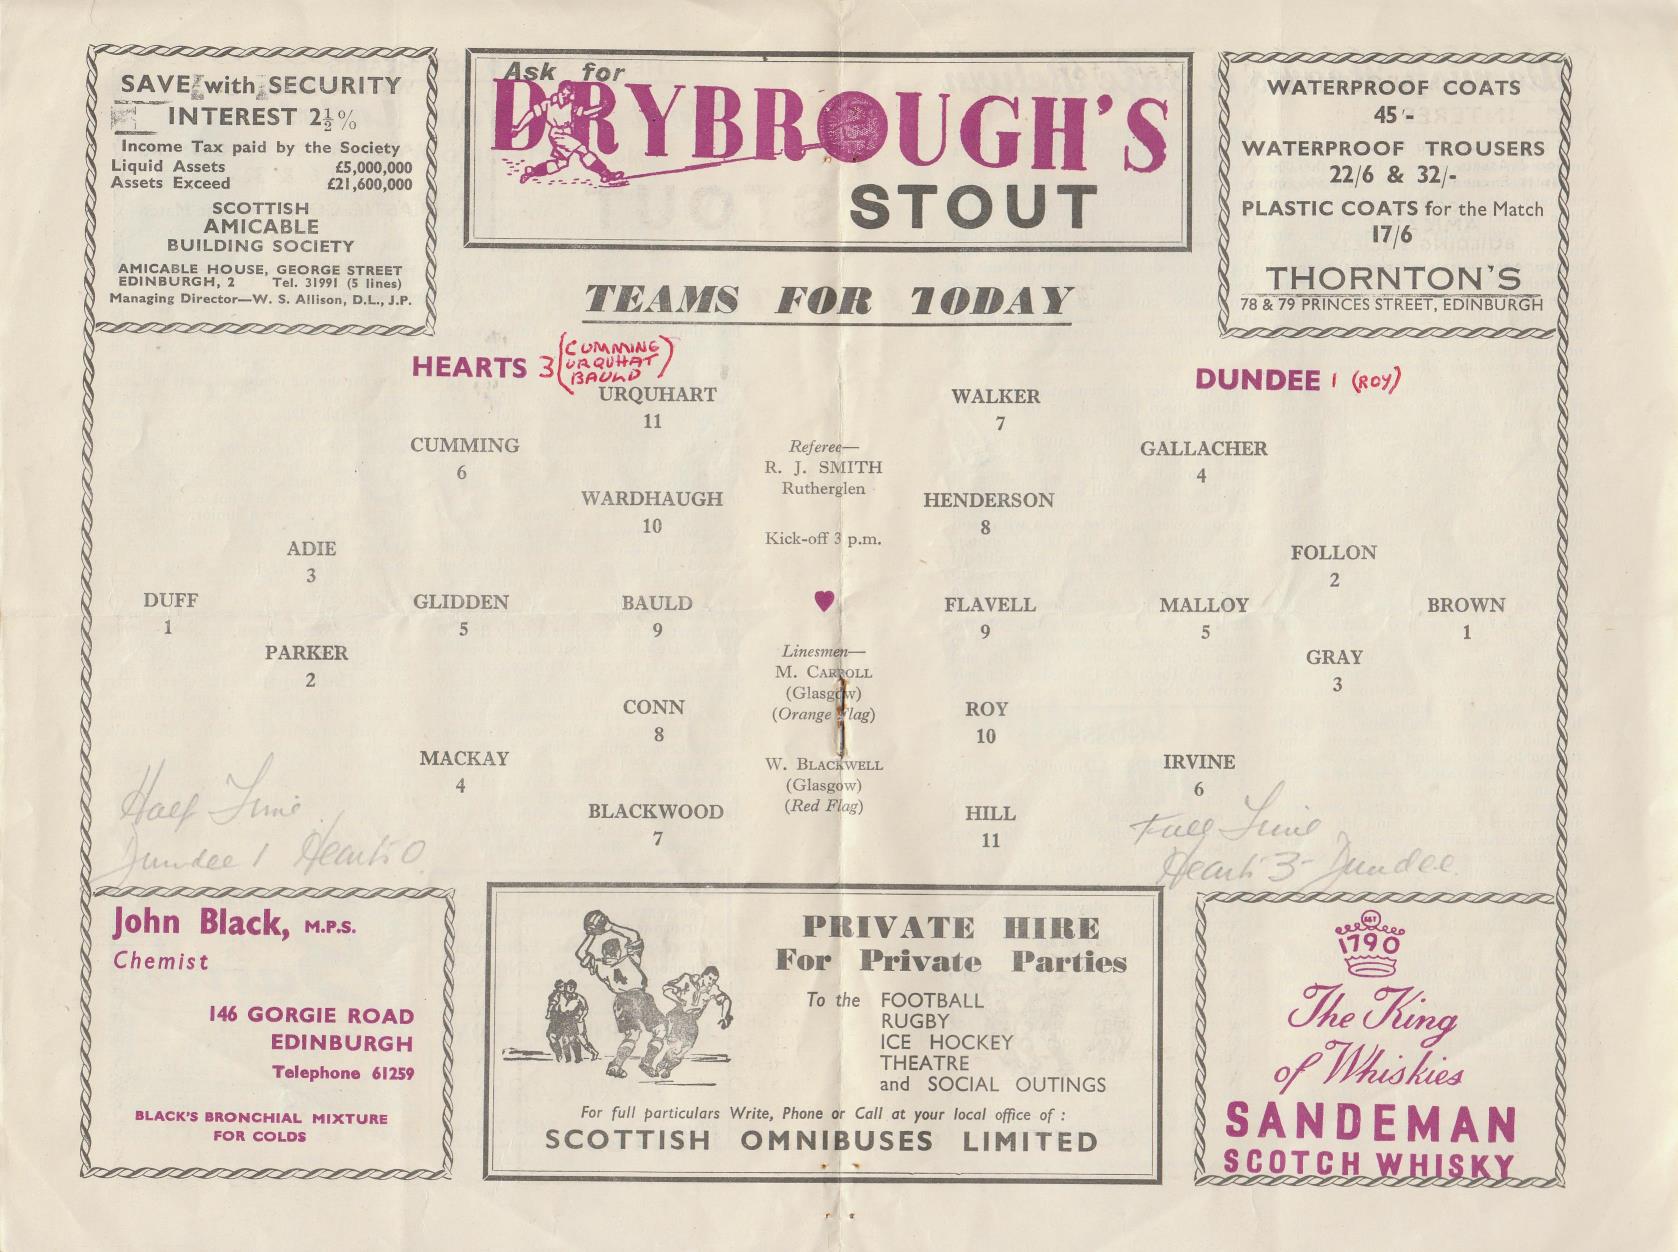 SAVE with SECURITY
INTEREST 2½%
Income Tax paid by the Society
Liquid Assets £5,000,000
Assets Exceed £21,600,000
SCOTTISH
AMICABLE
BUILDING SOCIETY
AMICABLE HOUSE, GEORGE STREET
EDINBURGH, 2 Tel. 31991 (5 lines)
Managing Director—W. S. Allison, D.L., J.P.
Ask for
DRYBROUGH'S
STOUT
WATERPROOF COATS
45/-
WATERPROOF TROUSERS
22/6 & 32/-
PLASTIC COATS for the Match
17/6
THORNTON'S
78 & 79 PRINCES STREET, EDINBURGH
TEAMS FOR TODAY
HEARTS 3 (CUMMING
URQUHAT
BAULD)
DUNDEE 1 (ROY)
URQUHART
11
WALKER
7
CUMMING
6
Referee—
R. J. SMITH
Rutherglen
GALLACHER
4
WARDHAUGH
10
HENDERSON
8
Kick-off 3 p.m.
ADIE
3
FOLLON
2
DUFF
1
GLIDDEN
5
BAULD
9
FLAVELL
9
MALLOY
5
BROWN
1
PARKER
2
Linesmen—
M. CARROLL
(Glasgow)
(Orange Flag)
GRAY
3
CONN
8
ROY
10
MACKAY
4
W. BLACKWELL
(Glasgow)
(Red Flag)
IRVINE
6
BLACKWOOD
7
HILL
11
Half Time
Dundee 1 Hearts 0
Full Time
Hearts 3- Dundee
John Black, M.P.S.
Chemist
146 GORGIE ROAD
EDINBURGH
Telephone 61259
BLACK'S BRONCHIAL MIXTURE
FOR COLDS
4
PRIVATE HIRE
For Private Parties
To the FOOTBALL
RUGBY
ICE HOCKEY
THEATRE
and SOCIAL OUTINGS
For full particulars Write, Phone or Call at your local office of :
SCOTTISH OMNIBUSES LIMITED
EST
1790
The King
of Whiskies
SANDEMAN
SCOTCH WHISKY